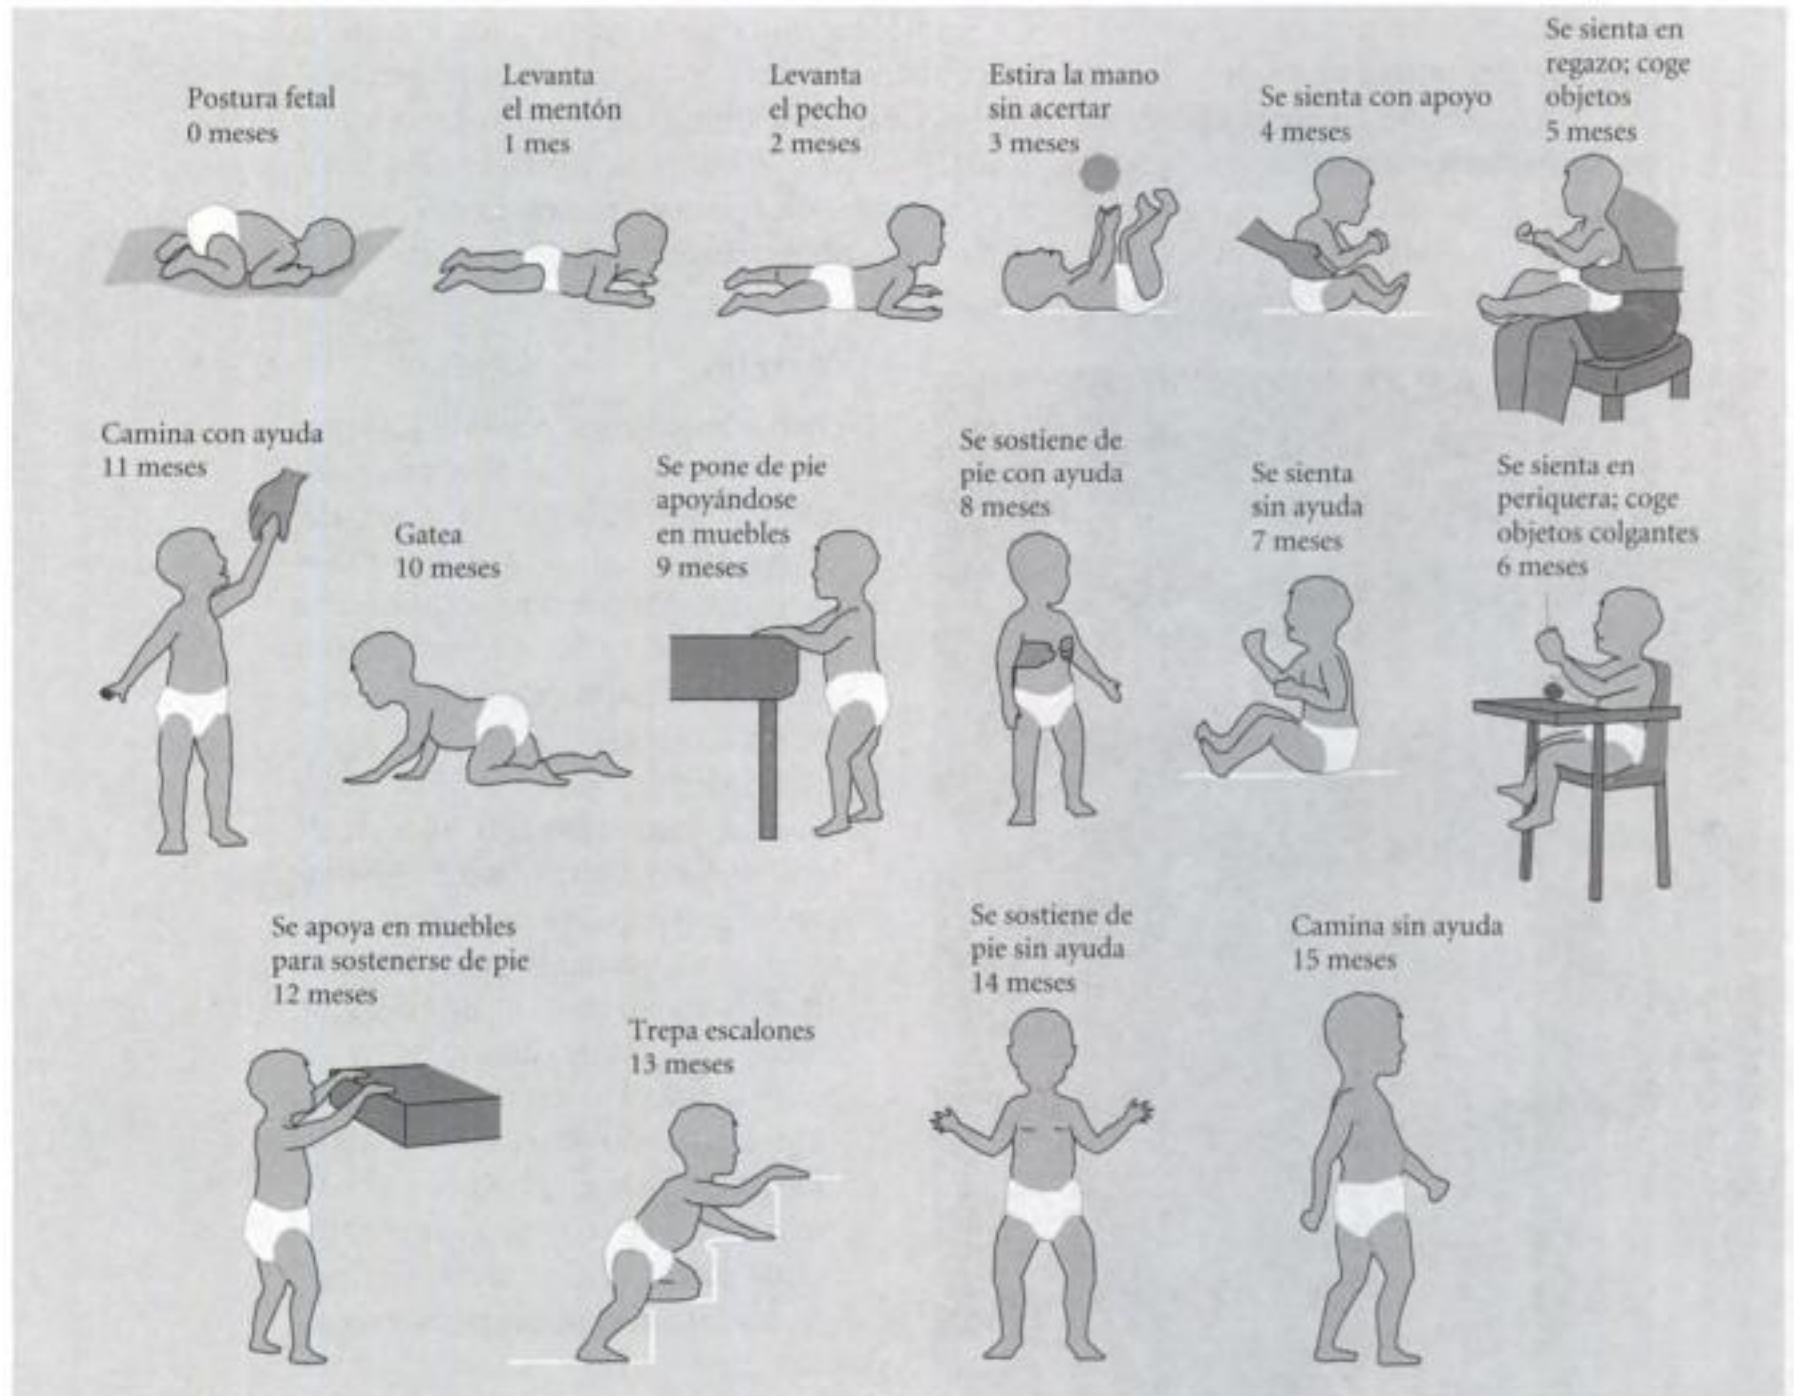 Postura fetal
0 meses
Levanta
el mentón
1 mes
Levanta
el pecho
2 meses
Estira la mano
sin acertar
3 meses
Se sienta con apoyo
4 meses
Se sienta en
regazo; coge
objetos
5 meses
Camina con ayuda
11 meses
Gatea
10 meses
Se pone de pie
apoyándose
en muebles
9 meses
Se sostiene de
pie con ayuda
8 meses
Se sienta
sin ayuda
7 meses
Se sienta en
periquera; coge
objetos colgantes
6 meses
Se apoya en muebles
para sostenerse de pie
12 meses
Trepa escalones
13 meses
Se sostiene de
pie sin ayuda
14 meses
Camina sin ayuda
15 meses